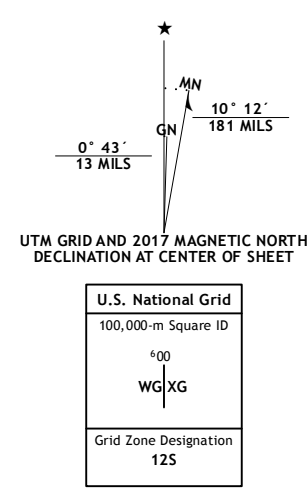 ★
MN
GN
10° 12´
181 MILS
0° 43´
13 MILS
UTM GRID AND 2017 MAGNETIC NORTH
DECLINATION AT CENTER OF SHEET
U.S. National Grid
100,000-m Square ID
⁶00
WG XG
Grid Zone Designation
12S